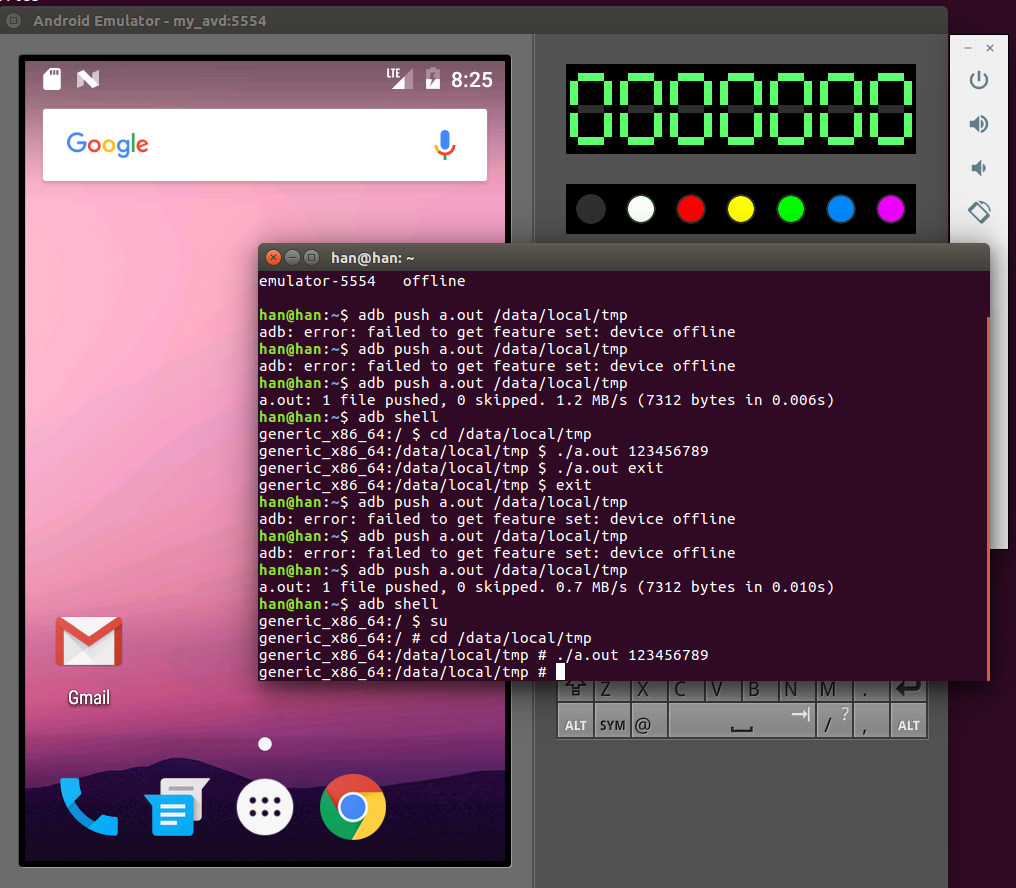 Android Emulator - my_avd:5554
LTE 8:25
Google
0000000
han@han: ~
emulator-5554   offline
han@han:~$ adb push a.out /data/local/tmp
adb: error: failed to get feature set: device offline
han@han:~$ adb push a.out /data/local/tmp
adb: error: failed to get feature set: device offline
han@han:~$ adb push a.out /data/local/tmp
a.out: 1 file pushed, 0 skipped. 1.2 MB/s (7312 bytes in 0.006s)
han@han:~$ adb shell
generic_x86_64:/ $ cd /data/local/tmp
generic_x86_64:/data/local/tmp $ ./a.out 123456789
generic_x86_64:/data/local/tmp $ ./a.out exit
generic_x86_64:/data/local/tmp $ exit
han@han:~$ adb push a.out /data/local/tmp
adb: error: failed to get feature set: device offline
han@han:~$ adb push a.out /data/local/tmp
adb: error: failed to get feature set: device offline
han@han:~$ adb push a.out /data/local/tmp
a.out: 1 file pushed, 0 skipped. 0.7 MB/s (7312 bytes in 0.010s)
han@han:~$ adb shell
generic_x86_64:/ $ su
generic_x86_64:/ # cd /data/local/tmp
generic_x86_64:/data/local/tmp # ./a.out 123456789
generic_x86_64:/data/local/tmp #
Z X C V B N M .
ALT SYM @ / ? , ALT
Gmail